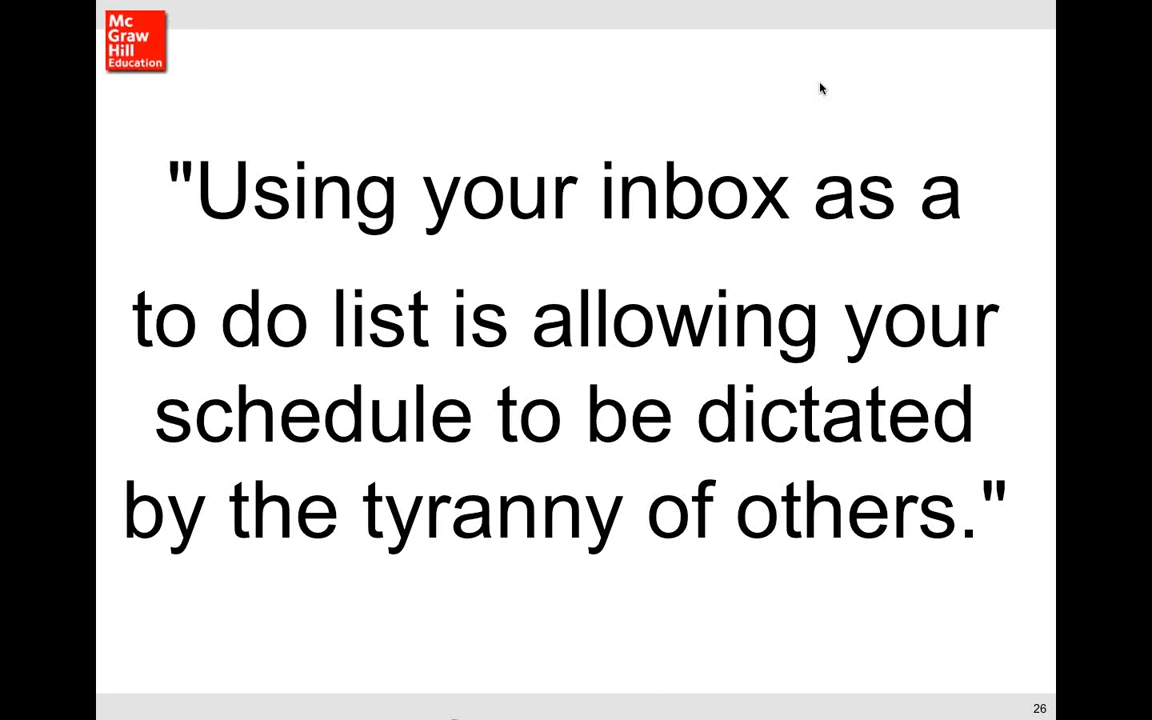 Mc
Graw
Hill
Education
"Using your inbox as a
to do list is allowing your
schedule to be dictated
by the tyranny of others."
26